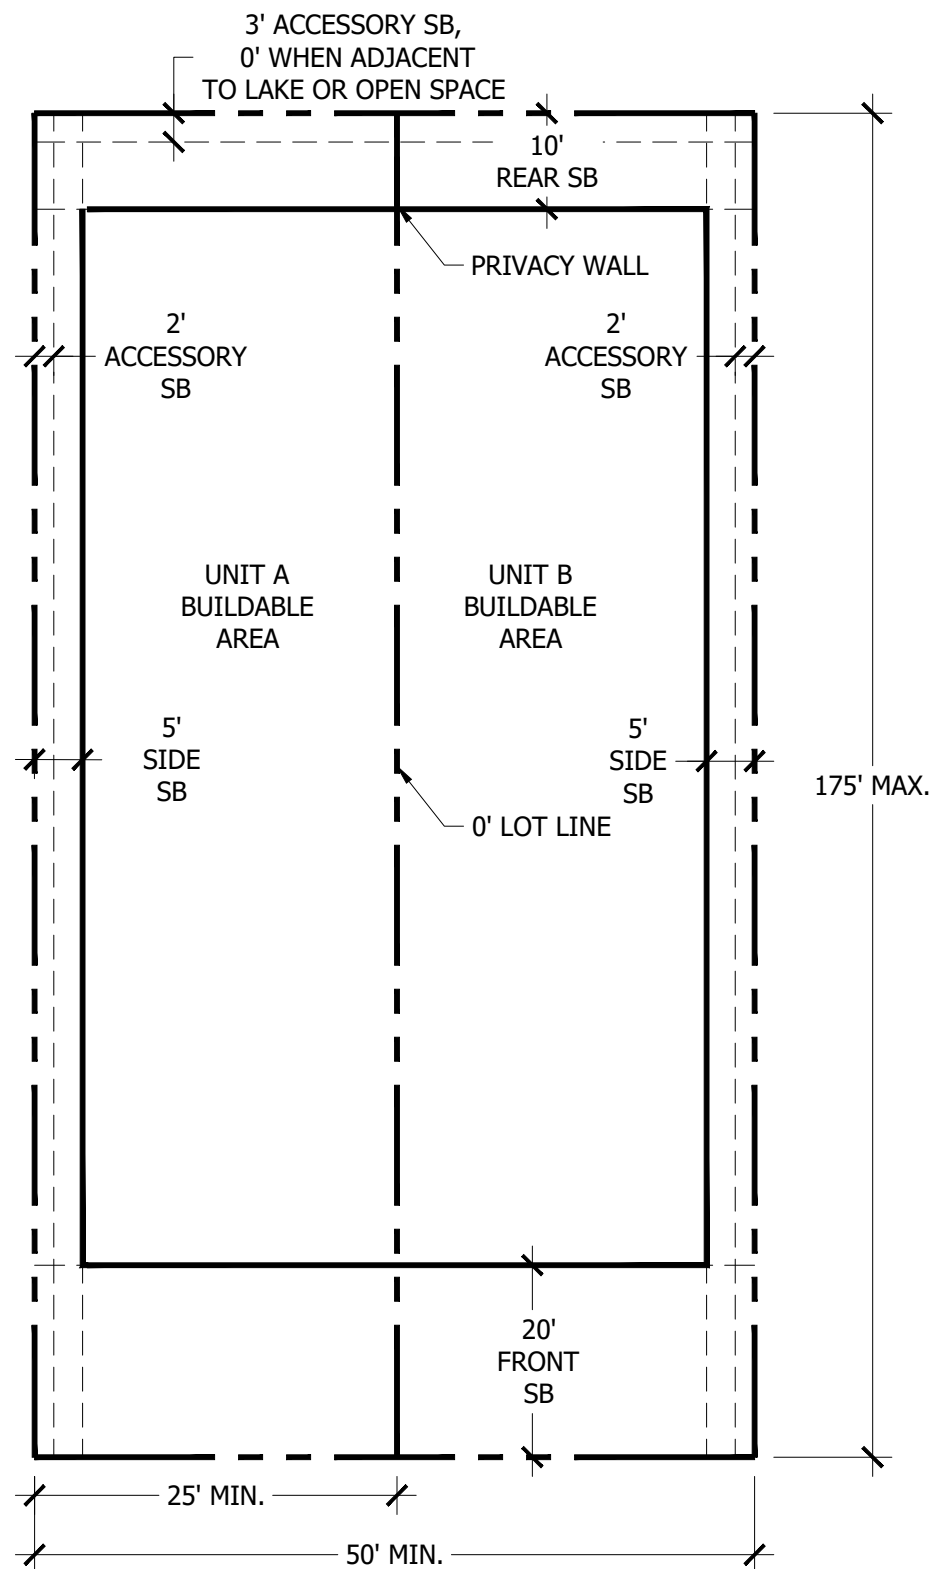 3' ACCESSORY SB,
0' WHEN ADJACENT
TO LAKE OR OPEN SPACE
10'
REAR SB
PRIVACY WALL
2'
ACCESSORY
SB
2'
ACCESSORY
SB
UNIT A
BUILDABLE
AREA
UNIT B
BUILDABLE
AREA
5'
SIDE
SB
5'
SIDE
SB
175' MAX.
0' LOT LINE
20'
FRONT
SB
25' MIN.
50' MIN.